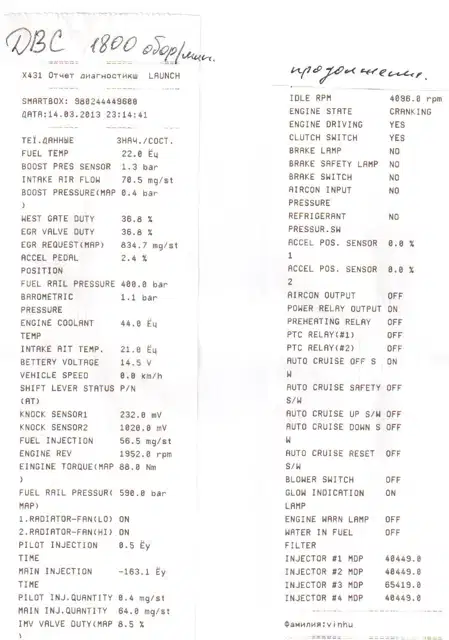 ДВС 1800 обор/мин.
X431 Отчет диагностики LAUNCH
SMARTBOX: 980244449600
ДАТА:14.03.2013 23:14:41
ТЕІ.ДАННЫЕ ЗНАЧ./СОСТ.
FUEL TEMP 22.0 Ёц
BOOST PRES SENSOR 1.3 bar
INTAKE AIR FLOW 70.5 mg/st
BOOST PRESSURE(MAP 0.4 bar
)
WEST GATE DUTY 36.8 %
EGR VALVE DUTY 36.8 %
EGR REQUEST(MAP) 834.7 mg/st
ACCEL PEDAL 2.4 %
POSITION
FUEL RAIL PRESSURE 400.0 bar
BAROMETRIC 1.1 bar
PRESSURE
ENGINE COOLANT 44.0 Ёц
TEMP
INTAKE AIT TEMP. 21.0 Ёц
BETTERY VOLTAGE 14.5 V
VEHICLE SPEED 0.0 km/h
SHIFT LEVER STATUS P/N
(AT)
KNOCK SENSOR1 232.0 mV
KNOCK SENSOR2 1020.0 mV
FUEL INJECTION 56.5 mg/st
ENGINE REV 1952.0 rpm
EINGINE TORQUE(MAP 88.0 Nm
)
FUEL RAIL PRESSUR( 590.0 bar
MAP)
1.RADIATOR-FAN(LO) ON
2.RADIATOR-FAN(HI) ON
PILOT INJECTION 0.5 Ёу
TIME
MAIN INJECTION -163.1 Ёу
TIME
PILOT INJ.QUANTITY 0.4 mg/st
MAIN INJ.QUANTITY 64.0 mg/st
IMV VALVE DUTY(MAP 8.5 %
)
продолжение.
IDLE RPM 4096.0 rpm
ENGINE STATE CRANKING
ENGINE DRIVING YES
CLUTCH SWITCH YES
BRAKE LAMP NO
BRAKE SAFETY LAMP NO
BRAKE SWITCH NO
AIRCON INPUT NO
PRESSURE
REFRIGERANT NO
PRESSUR.SW
ACCEL POS. SENSOR 0.0 %
1
ACCEL POS. SENSOR 0.0 %
2
AIRCON OUTPUT OFF
POWER RELAY OUTPUT ON
PREHEATING RELAY OFF
PTC RELAY(#1) OFF
PTC RELAY(#2) OFF
AUTO CRUISE OFF S ON
W
AUTO CRUISE SAFETY OFF
S/W
AUTO CRUISE UP S/W OFF
AUTO CRUISE DOWN S OFF
W
AUTO CRUISE RESET OFF
S/W
BLOWER SWITCH OFF
GLOW INDICATION ON
LAMP
ENGINE WARN LAMP OFF
WATER IN FUEL OFF
FILTER
INJECTOR #1 MDP 40449.0
INJECTOR #2 MDP 40449.0
INJECTOR #3 MDP 65419.0
INJECTOR #4 MDP 40449.0
Фамилия:vinhu